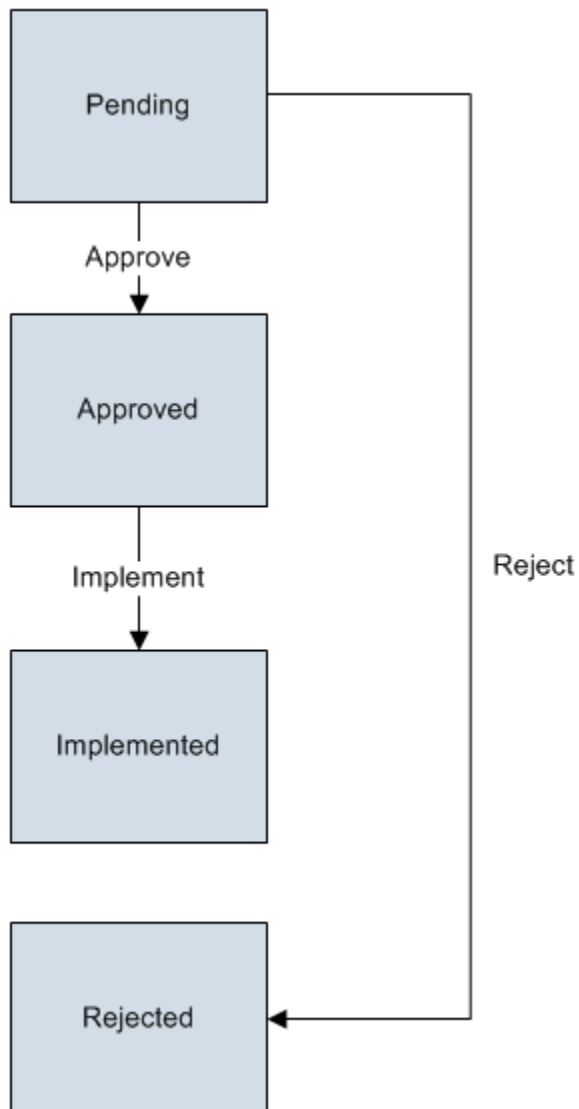 Pending
Approve
Approved
Implement
Reject
Implemented
Rejected